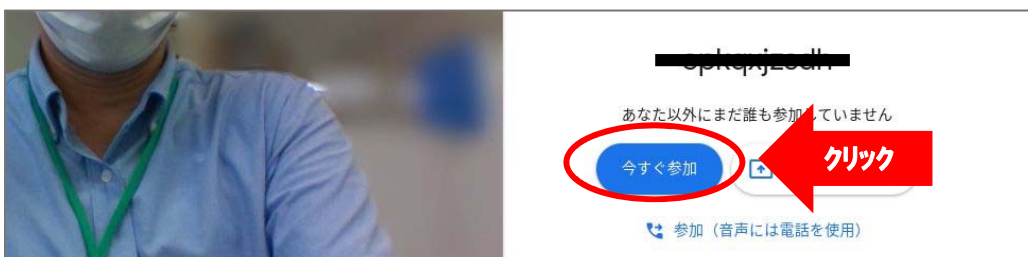 あなた以外にまだ誰も参加していません
今すぐ参加
クリック
参加（音声には電話を使用）